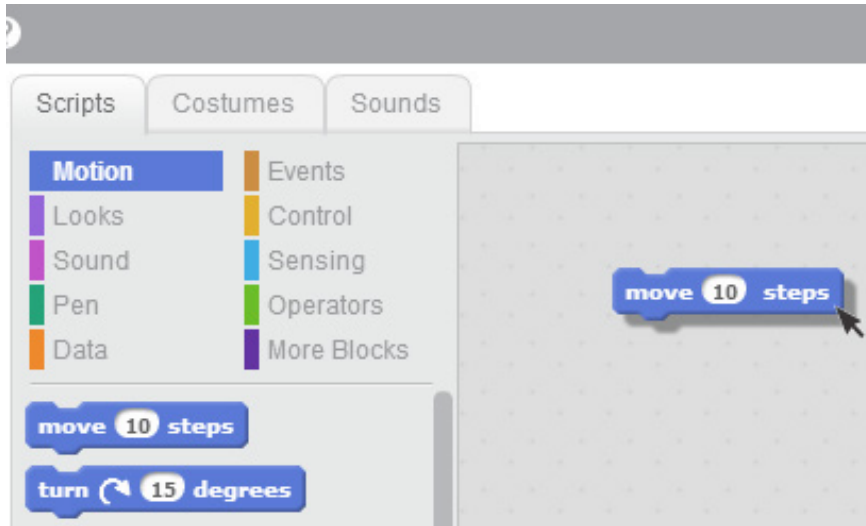 ?
Scripts Costumes Sounds
Motion Events
Looks Control
Sound Sensing
Pen Operators
Data More Blocks
move 10 steps
turn 15 degrees
move 10 steps